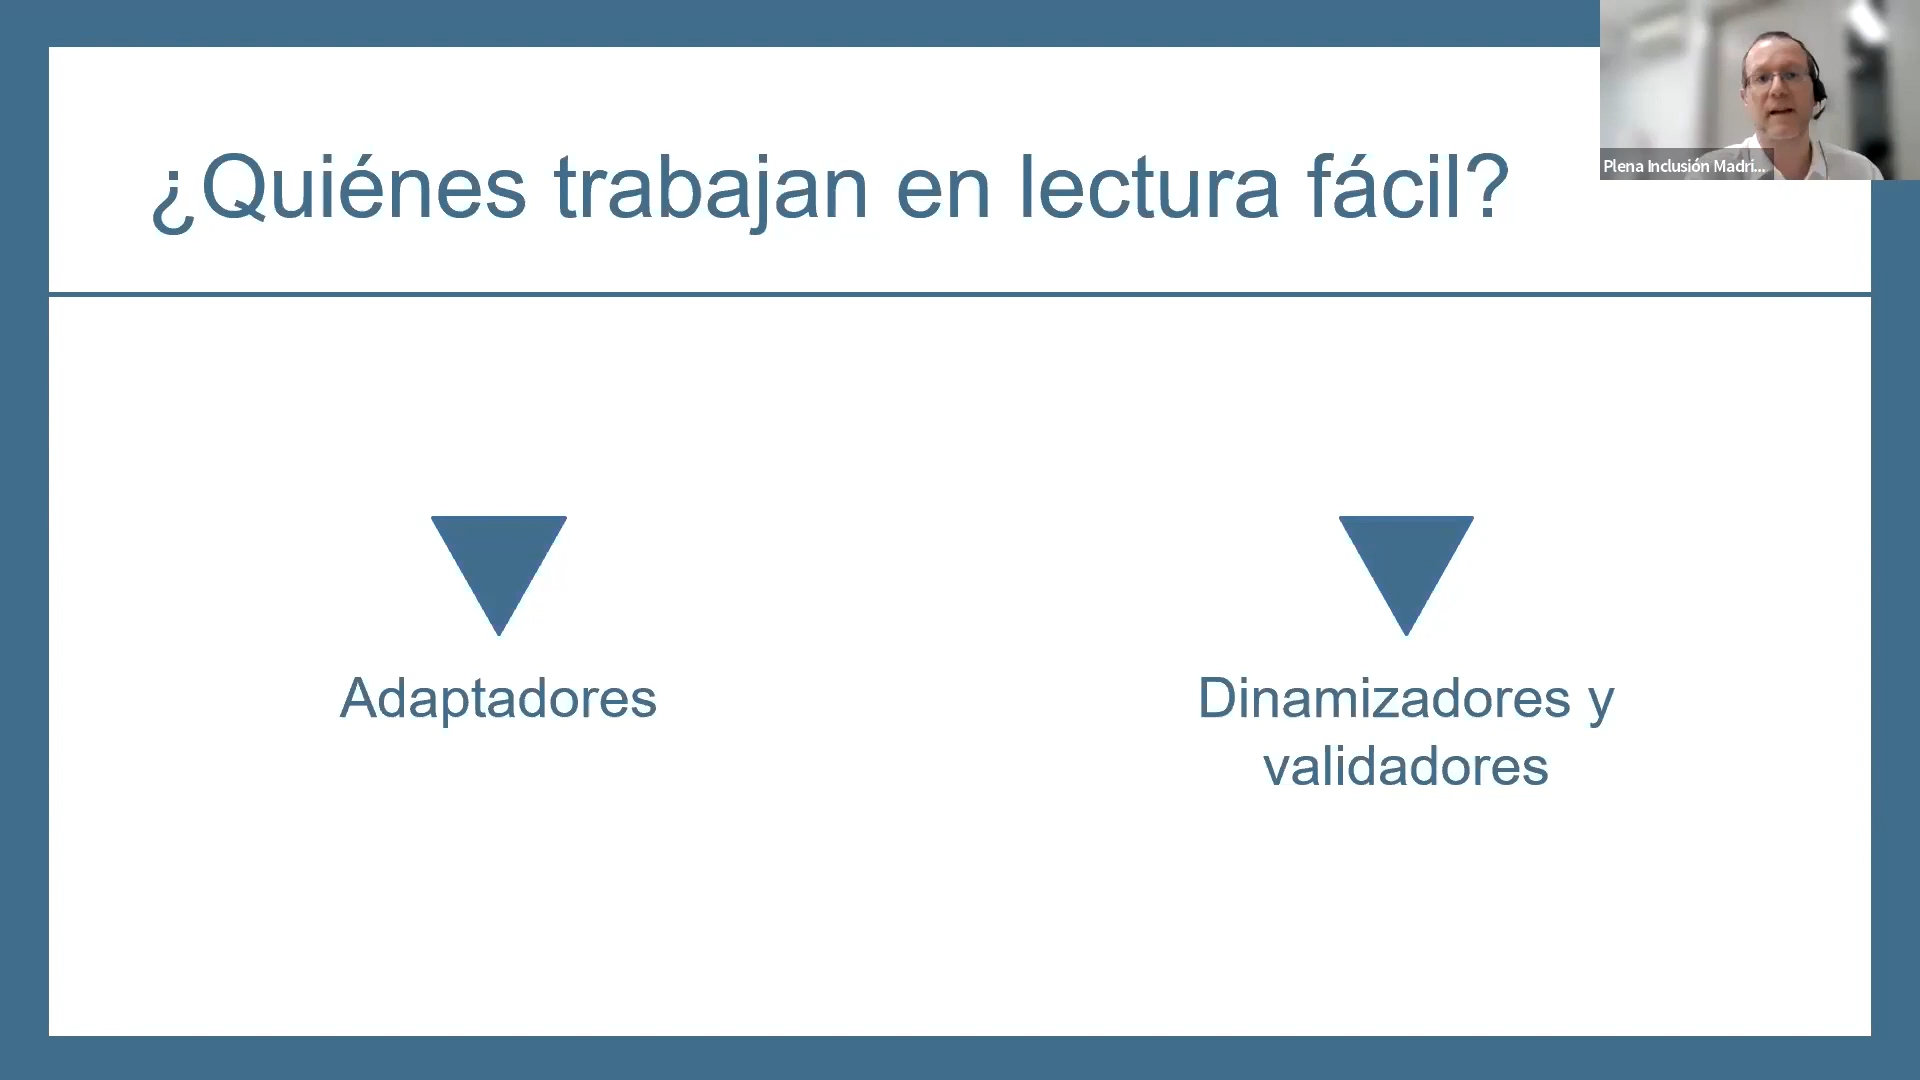 ¿Quiénes trabajan en lectura fácil?
Plena Inclusión Madri...
Adaptadores
Dinamizadores y
validadores